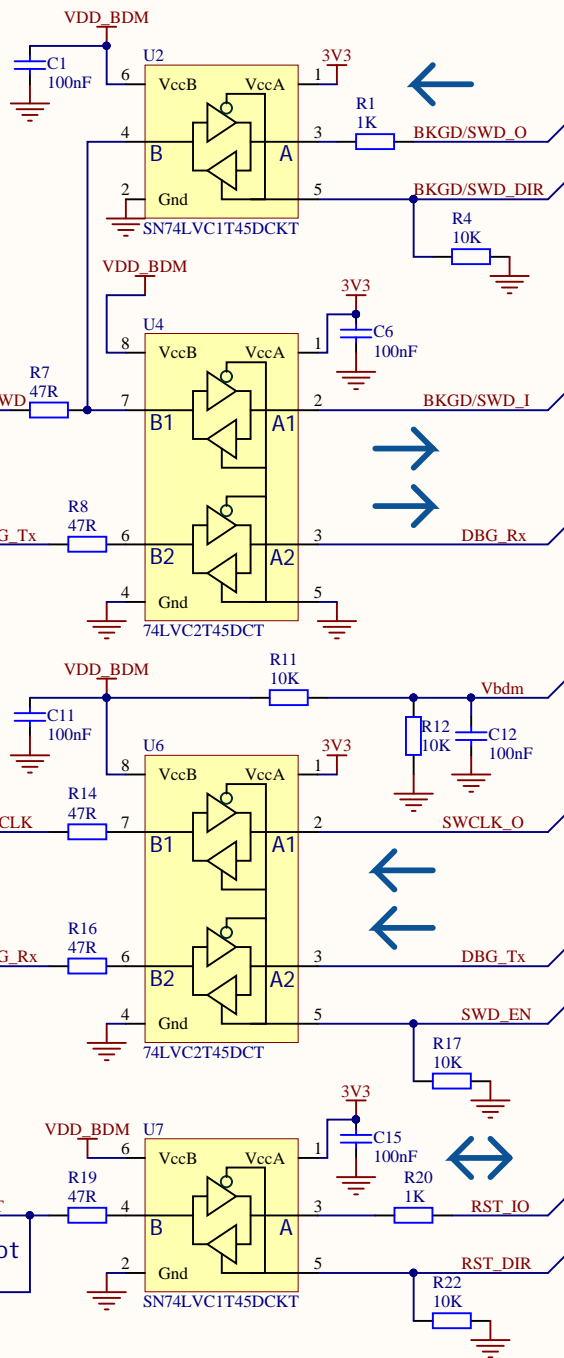 VDD_BDM
C1
100nF
U2
3V3
6
VccB
VccA
1
R1
1K
4
B
A
3
BKGD/SWD_O
2
Gnd
5
BKGD/SWD_DIR
SN74LVC1T45DCKT
R4
10K
VDD_BDM
U4
3V3
8
VccB
VccA
1
C6
100nF
R7
47R
WD
7
B1
A1
2
BKGD/SWD_I
R8
47R
G_Tx
6
B2
A2
3
DBG_Rx
4
Gnd
5
74LVC2T45DCT
VDD_BDM
R11
10K
Vbdm
C11
100nF
R12
10K
C12
100nF
U6
3V3
8
VccB
VccA
1
R14
47R
CLK
7
B1
A1
2
SWCLK_O
R16
47R
G_Rx
6
B2
A2
3
DBG_Tx
4
Gnd
5
SWD_EN
74LVC2T45DCT
R17
10K
VDD_BDM
U7
3V3
6
VccB
VccA
1
C15
100nF
R19
47R
4
B
A
3
R20
1K
RST_IO
ot
2
Gnd
5
RST_DIR
SN74LVC1T45DCKT
R22
10K